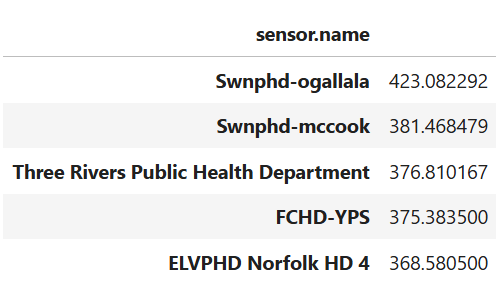 sensor.name
Swnphd-ogallala 423.082292
Swnphd-mccook 381.468479
Three Rivers Public Health Department 376.810167
FCHD-YPS 375.383500
ELVPHD Norfolk HD 4 368.580500